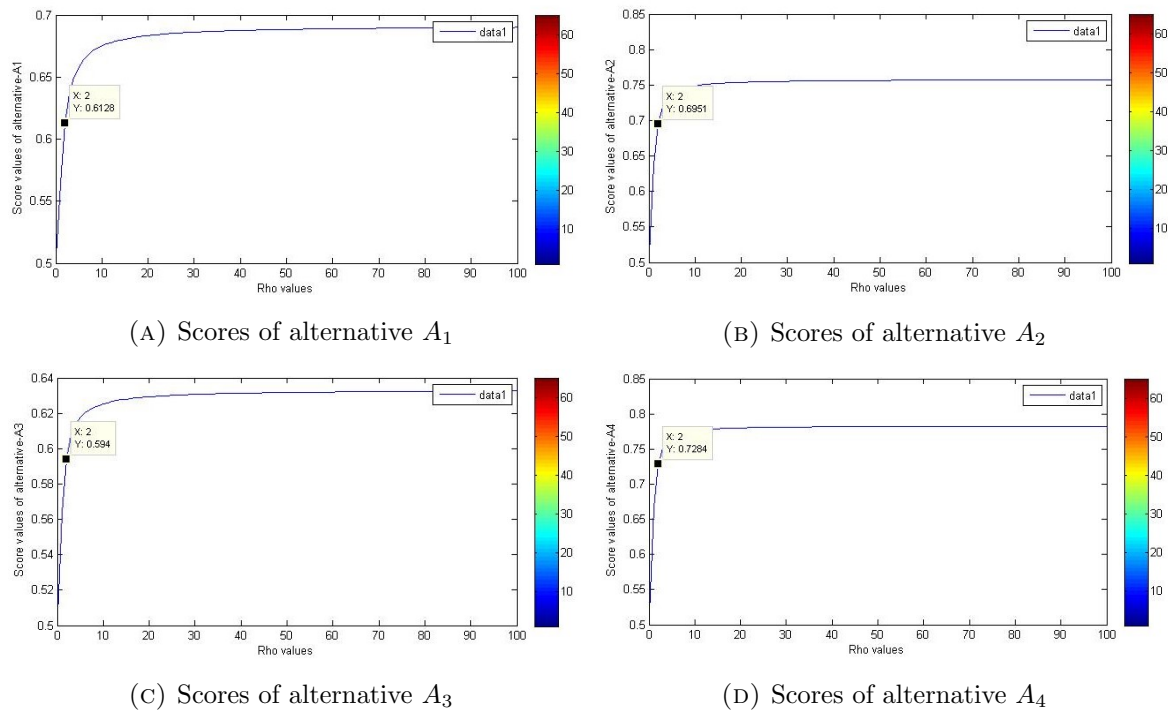 0.7
0.65
0.6
0.55
0.5
Score values of alternative-A1
data1
X: 2
Y: 0.6128
0 10 20 30 40 50 60 70 80 90 100
Rho values
60
50
40
30
20
10
(A) Scores of alternative A1
0.85
0.8
0.75
0.7
0.65
0.6
0.55
0.5
Score values of alternative-A2
data1
X: 2
Y: 0.6951
0 10 20 30 40 50 60 70 80 90 100
Rho values
60
50
40
30
20
10
(B) Scores of alternative A2
0.64
0.62
0.6
0.58
0.56
0.54
0.52
0.5
Score values of alternative-A3
data1
X: 2
Y: 0.594
0 10 20 30 40 50 60 70 80 90 100
Rho values
60
50
40
30
20
10
(C) Scores of alternative A3
0.85
0.8
0.75
0.7
0.65
0.6
0.55
0.5
Score values of alternative-A4
data1
X: 2
Y: 0.7284
0 10 20 30 40 50 60 70 80 90 100
Rho values
60
50
40
30
20
10
(D) Scores of alternative A4